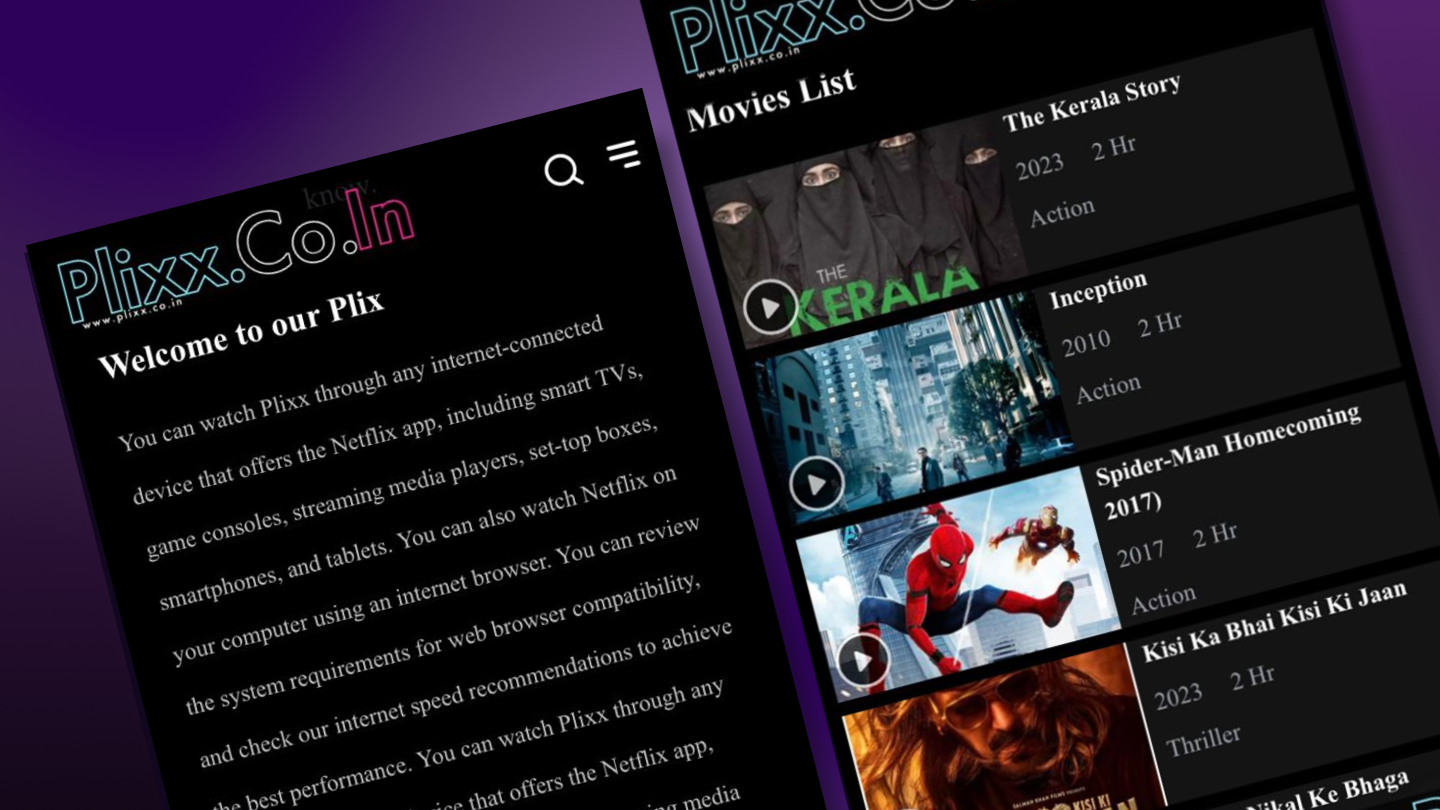 know.
Plixx.Co.In
www.plixx.co.in
Welcome to our Plix
You can watch Plixx through any internet-connected
device that offers the Netflix app, including smart TVs,
game consoles, streaming media players, set-top boxes,
smartphones, and tablets. You can also watch Netflix on
your computer using an internet browser. You can review
the system requirements for web browser compatibility,
and check our internet speed recommendations to achieve
the best performance. You can watch Plixx through any
that offers the Netflix app,
media
Plixx.Co
www.plixx.co.in
Movies List
THE
KERALA
The Kerala Story
2023 2 Hr
Action
Inception
2010 2 Hr
Action
Spider-Man Homecoming
2017)
2017 2 Hr
Action
Kisi Ka Bhai Kisi Ki Jaan
2023 2 Hr
Thriller
SALMAN KHAN FILMS PRESENTS
KISI KI
Ke Bhaga